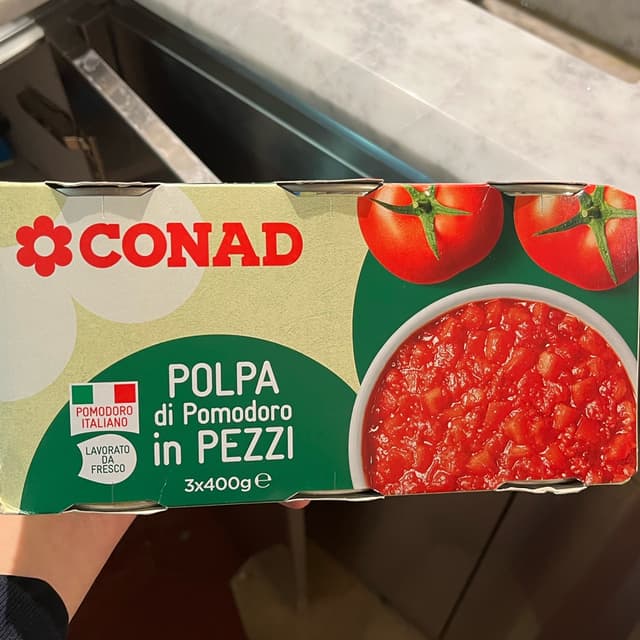 CONAD
POLPA
di Pomodoro
in PEZZI
3x400g ℮
POMODORO
ITALIANO
LAVORATO
DA
FRESCO